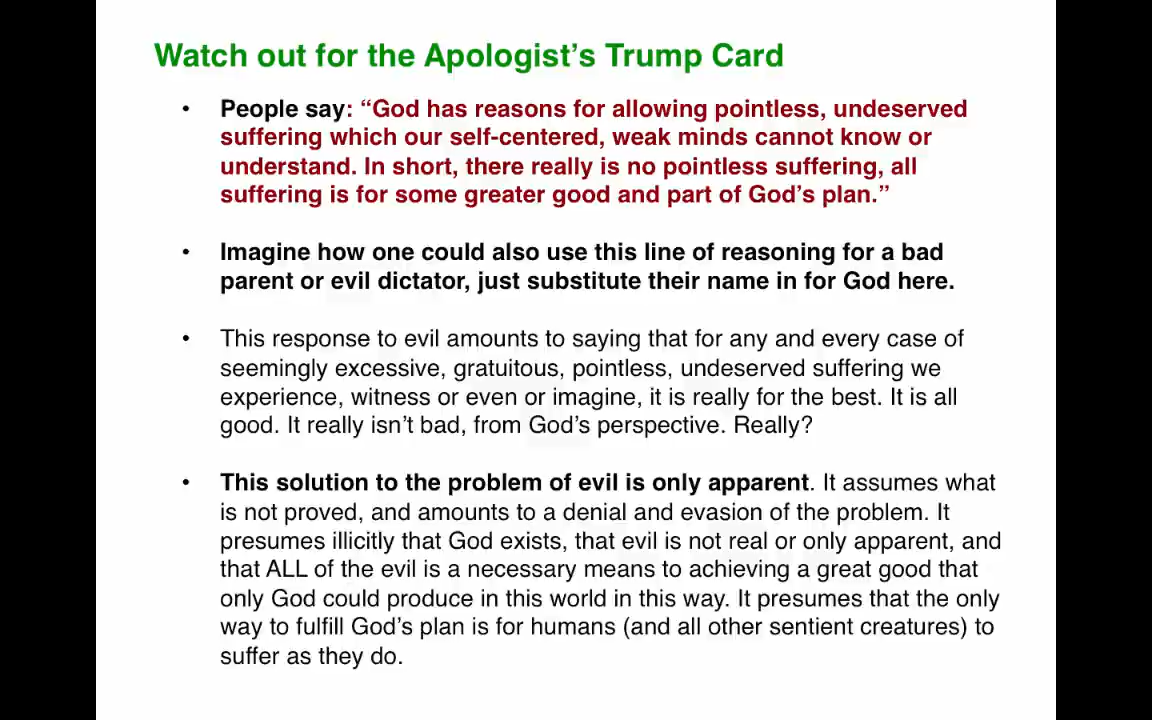 Watch out for the Apologist’s Trump Card
• People say: “God has reasons for allowing pointless, undeserved
suffering which our self-centered, weak minds cannot know or
understand. In short, there really is no pointless suffering, all
suffering is for some greater good and part of God’s plan.”
• Imagine how one could also use this line of reasoning for a bad
parent or evil dictator, just substitute their name in for God here.
• This response to evil amounts to saying that for any and every case of
seemingly excessive, gratuitous, pointless, undeserved suffering we
experience, witness or even or imagine, it is really for the best. It is all
good. It really isn’t bad, from God’s perspective. Really?
• This solution to the problem of evil is only apparent. It assumes what
is not proved, and amounts to a denial and evasion of the problem. It
presumes illicitly that God exists, that evil is not real or only apparent, and
that ALL of the evil is a necessary means to achieving a great good that
only God could produce in this world in this way. It presumes that the only
way to fulfill God’s plan is for humans (and all other sentient creatures) to
suffer as they do.